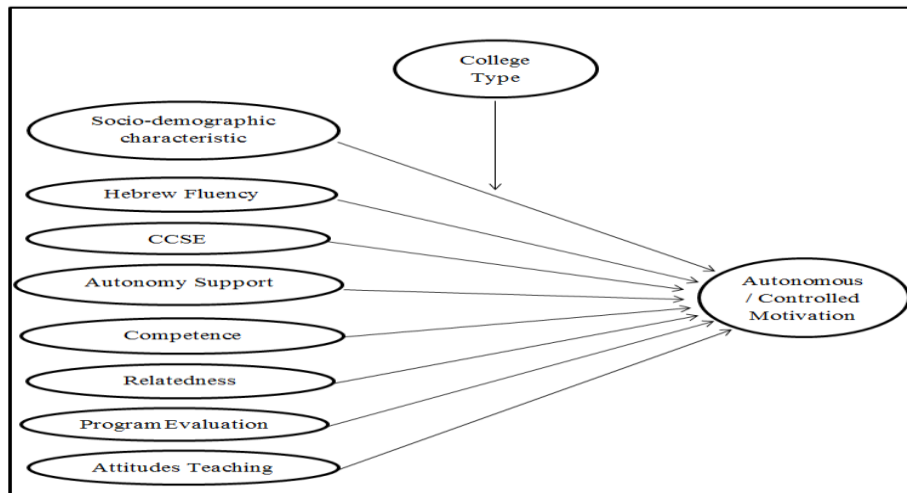 College
Type
Socio-demographic
characteristic
Hebrew Fluency
CCSE
Autonomy Support
Competence
Relatedness
Program Evaluation
Attitudes Teaching
Autonomous
/ Controlled
Motivation